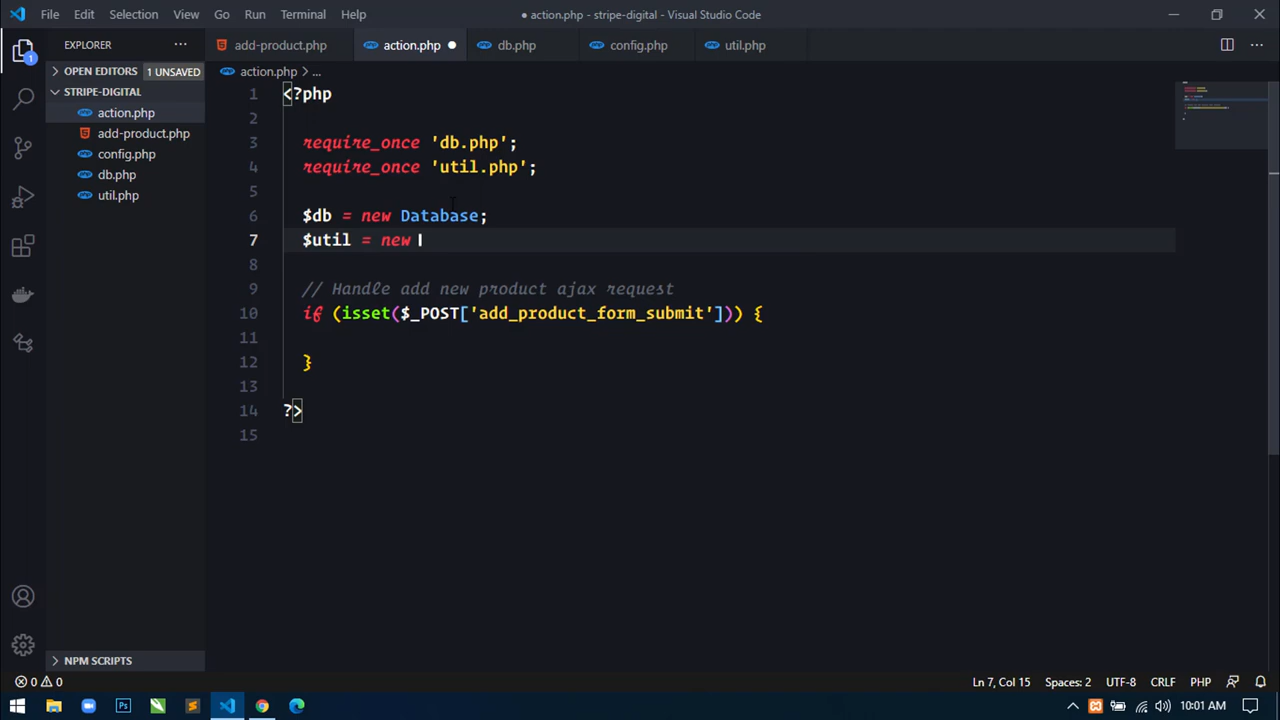 File Edit Selection View Go Run Terminal Help
● action.php - stripe-digital - Visual Studio Code
EXPLORER ...
add-product.php action.php ● db.php config.php util.php ...
OPEN EDITORS 1 UNSAVED
action.php > ...
STRIPE-DIGITAL
action.php
add-product.php
config.php
db.php
util.php
1 <?php
2
3 require_once 'db.php';
4 require_once 'util.php';
5
6 $db = new Database;
7 $util = new
8
9 // Handle add new product ajax request
10 if (isset($_POST['add_product_form_submit'])) {
11
12 }
13
14 ?>
15
1
NPM SCRIPTS
0 0
Ln 7, Col 15 Spaces: 2 UTF-8 CRLF PHP
Ps
10:01 AM